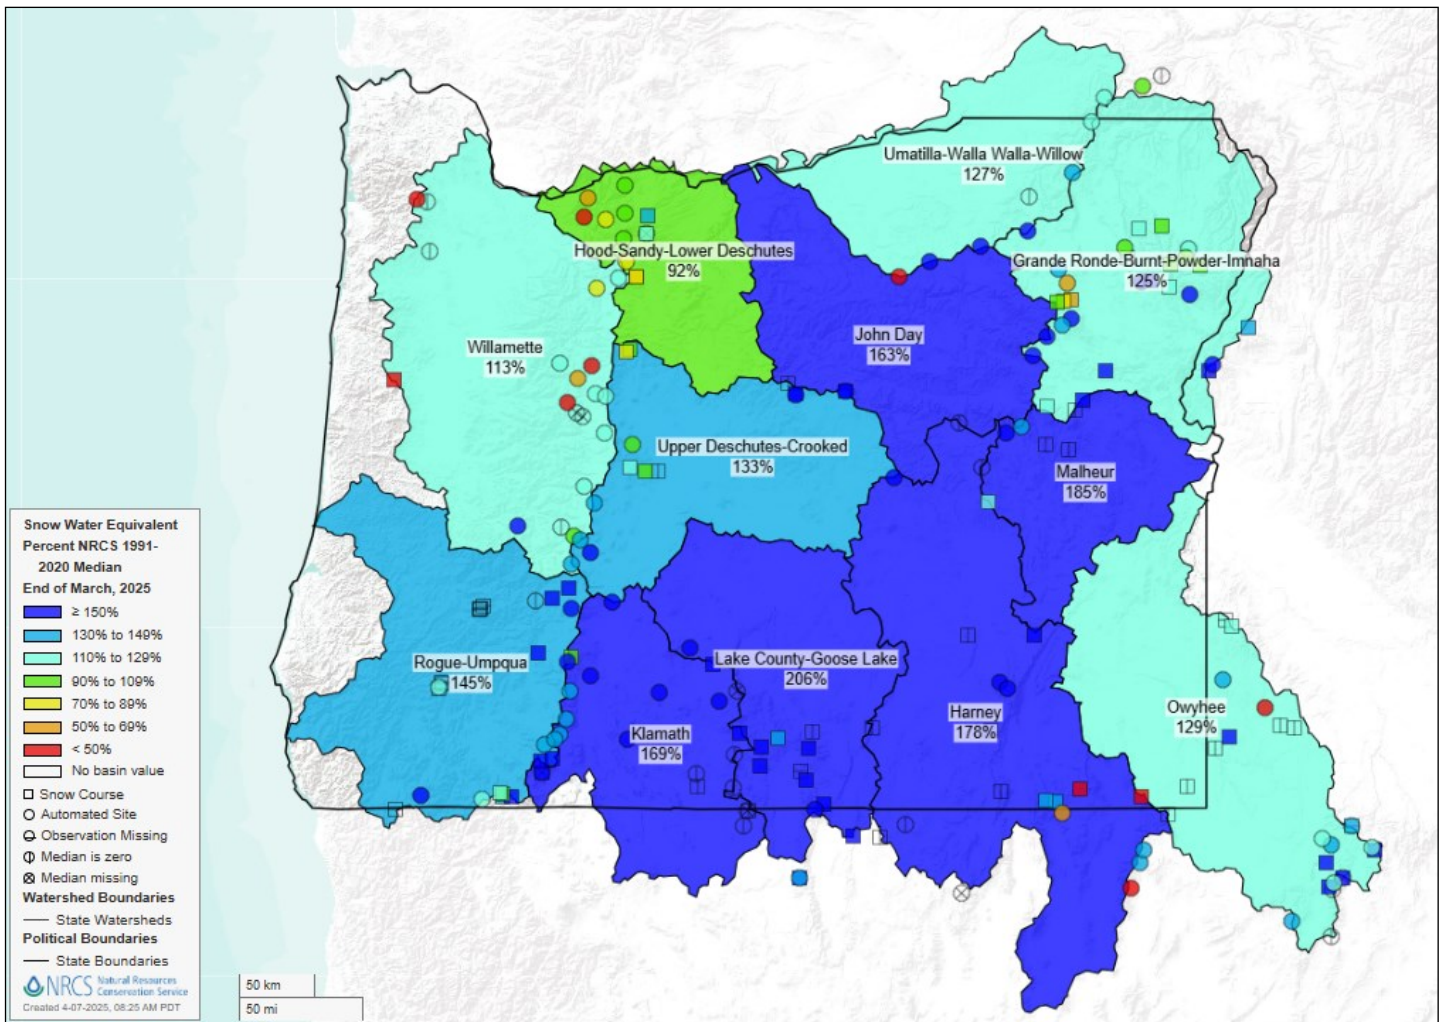 Umatilla-Walla Walla-Willow
127%
Hood-Sandy-Lower Deschutes
92%
Grande Ronde-Burnt-Powder-Imnaha
125%
John Day
163%
Willamette
113%
Upper Deschutes-Crooked
133%
Malheur
185%
Rogue-Umpqua
145%
Lake County-Goose Lake
206%
Klamath
169%
Harney
178%
Owyhee
129%
Snow Water Equivalent
Percent NRCS 1991-
2020 Median
End of March, 2025
≥ 150%
130% to 149%
110% to 129%
90% to 109%
70% to 89%
50% to 69%
< 50%
No basin value
Snow Course
Automated Site
Observation Missing
Median is zero
Median missing
Watershed Boundaries
State Watersheds
Political Boundaries
State Boundaries
NRCS Natural Resources
Conservation Service
Created 4-07-2025, 08:25 AM PDT
50 km
50 mi